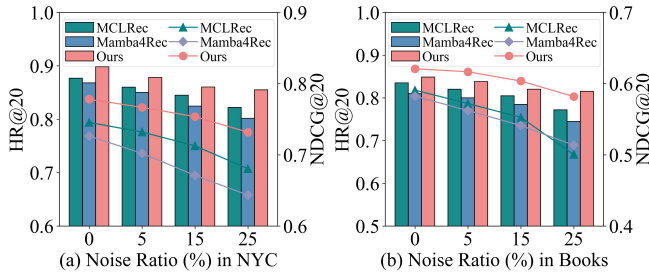 1.0
0.9
0.8
0.7
0.6
HR@20
MCLRec
Mamba4Rec
Ours
MCLRec
Mamba4Rec
Ours
0.9
0.8
0.7
0.6
NDCG@20
0 5 15 25
(a) Noise Ratio (%) in NYC
1.0
0.9
0.8
0.7
0.6
0.5
HR@20
MCLRec
Mamba4Rec
Ours
MCLRec
Mamba4Rec
Ours
0.7
0.6
0.5
0.4
NDCG@20
0 5 15 25
(b) Noise Ratio (%) in Books